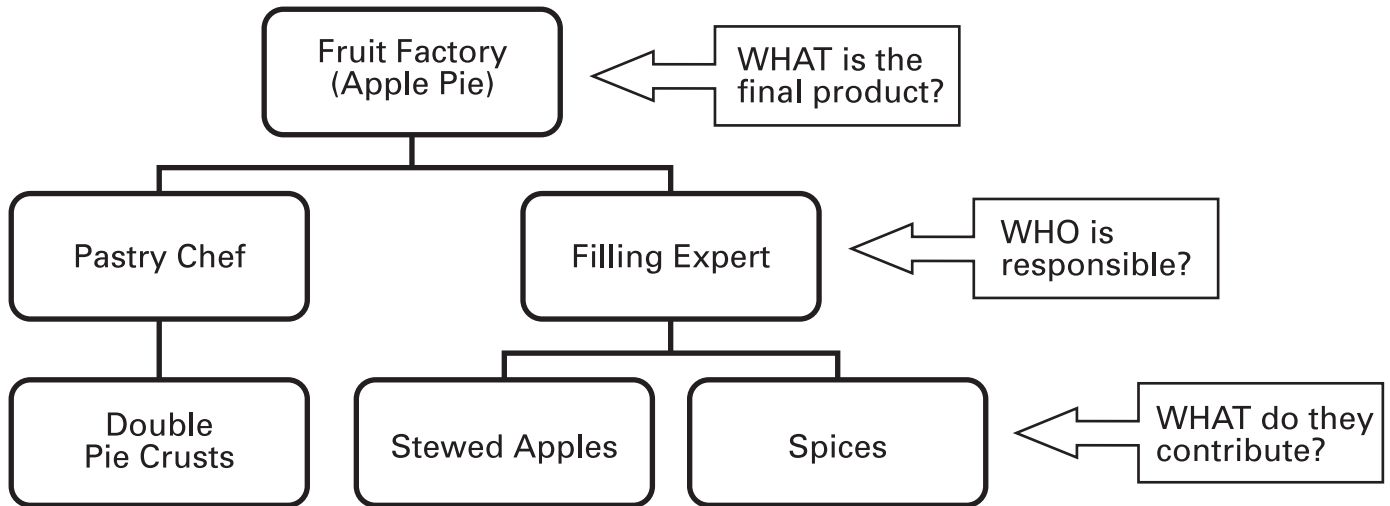 Fruit Factory
(Apple Pie)
WHAT is the
final product?
Pastry Chef
Filling Expert
WHO is
responsible?
Double
Pie Crusts
Stewed Apples
Spices
WHAT do they
contribute?